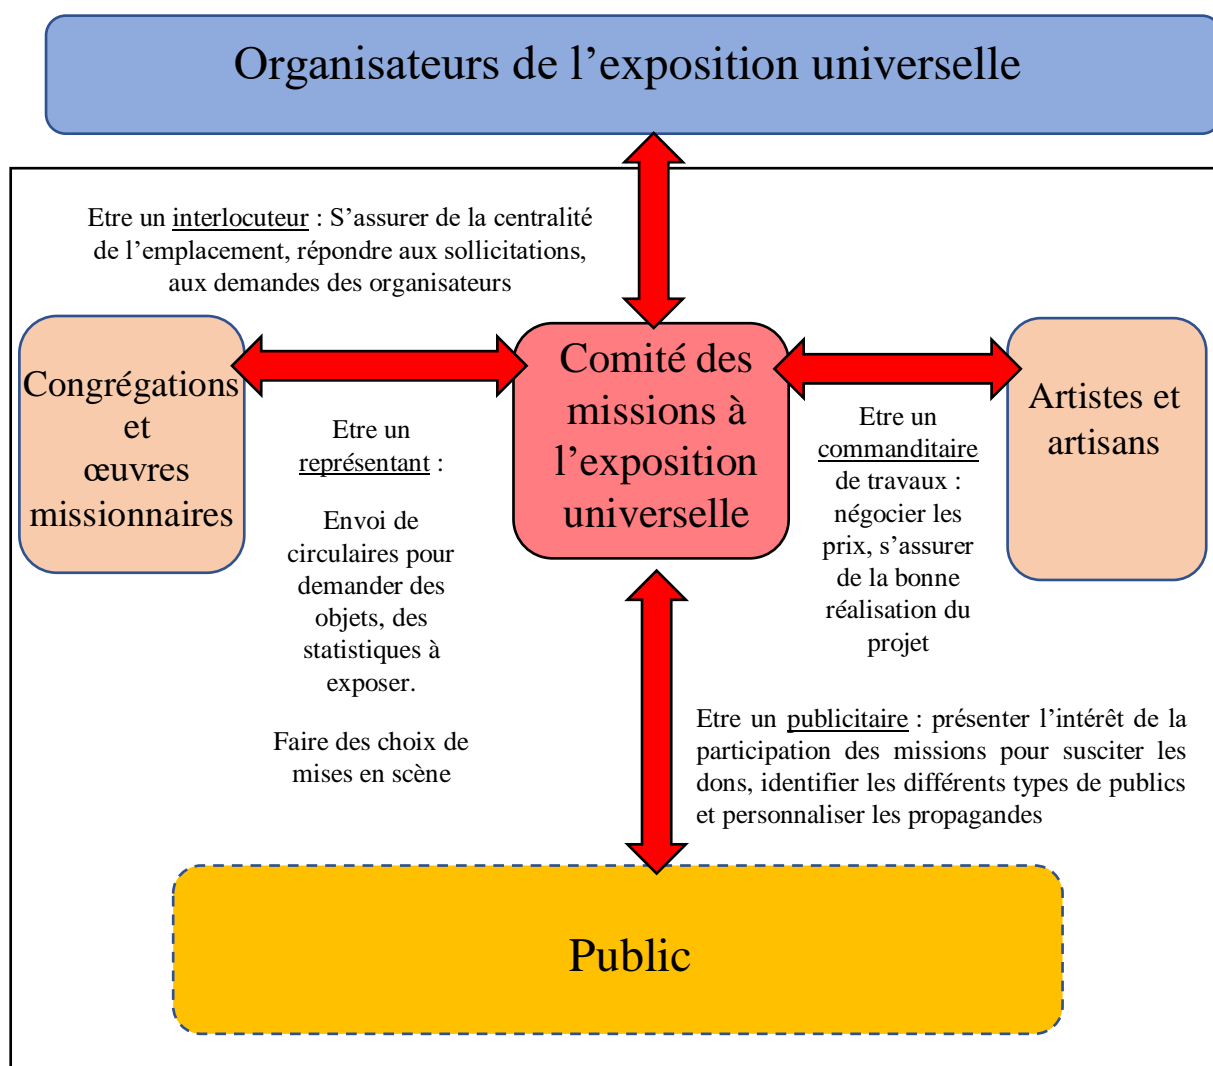 Organisateurs de l’exposition universelle
Etre un interlocuteur : S’assurer de la centralité
de l’emplacement, répondre aux sollicitations,
aux demandes des organisateurs
Congrégations
et
œuvres
missionnaires
Etre un
représentant :
Envoi de
circulaires pour
demander des
objets, des
statistiques à
exposer.
Faire des choix de
mises en scène
Comité des
missions à
l’exposition
universelle
Etre un
commanditaire
de travaux :
négocier les
prix, s’assurer
de la bonne
réalisation du
projet
Artistes et
artisans
Etre un publicitaire : présenter l’intérêt de la
participation des missions pour susciter les
dons, identifier les différents types de publics
et personnaliser les propagandes
Public